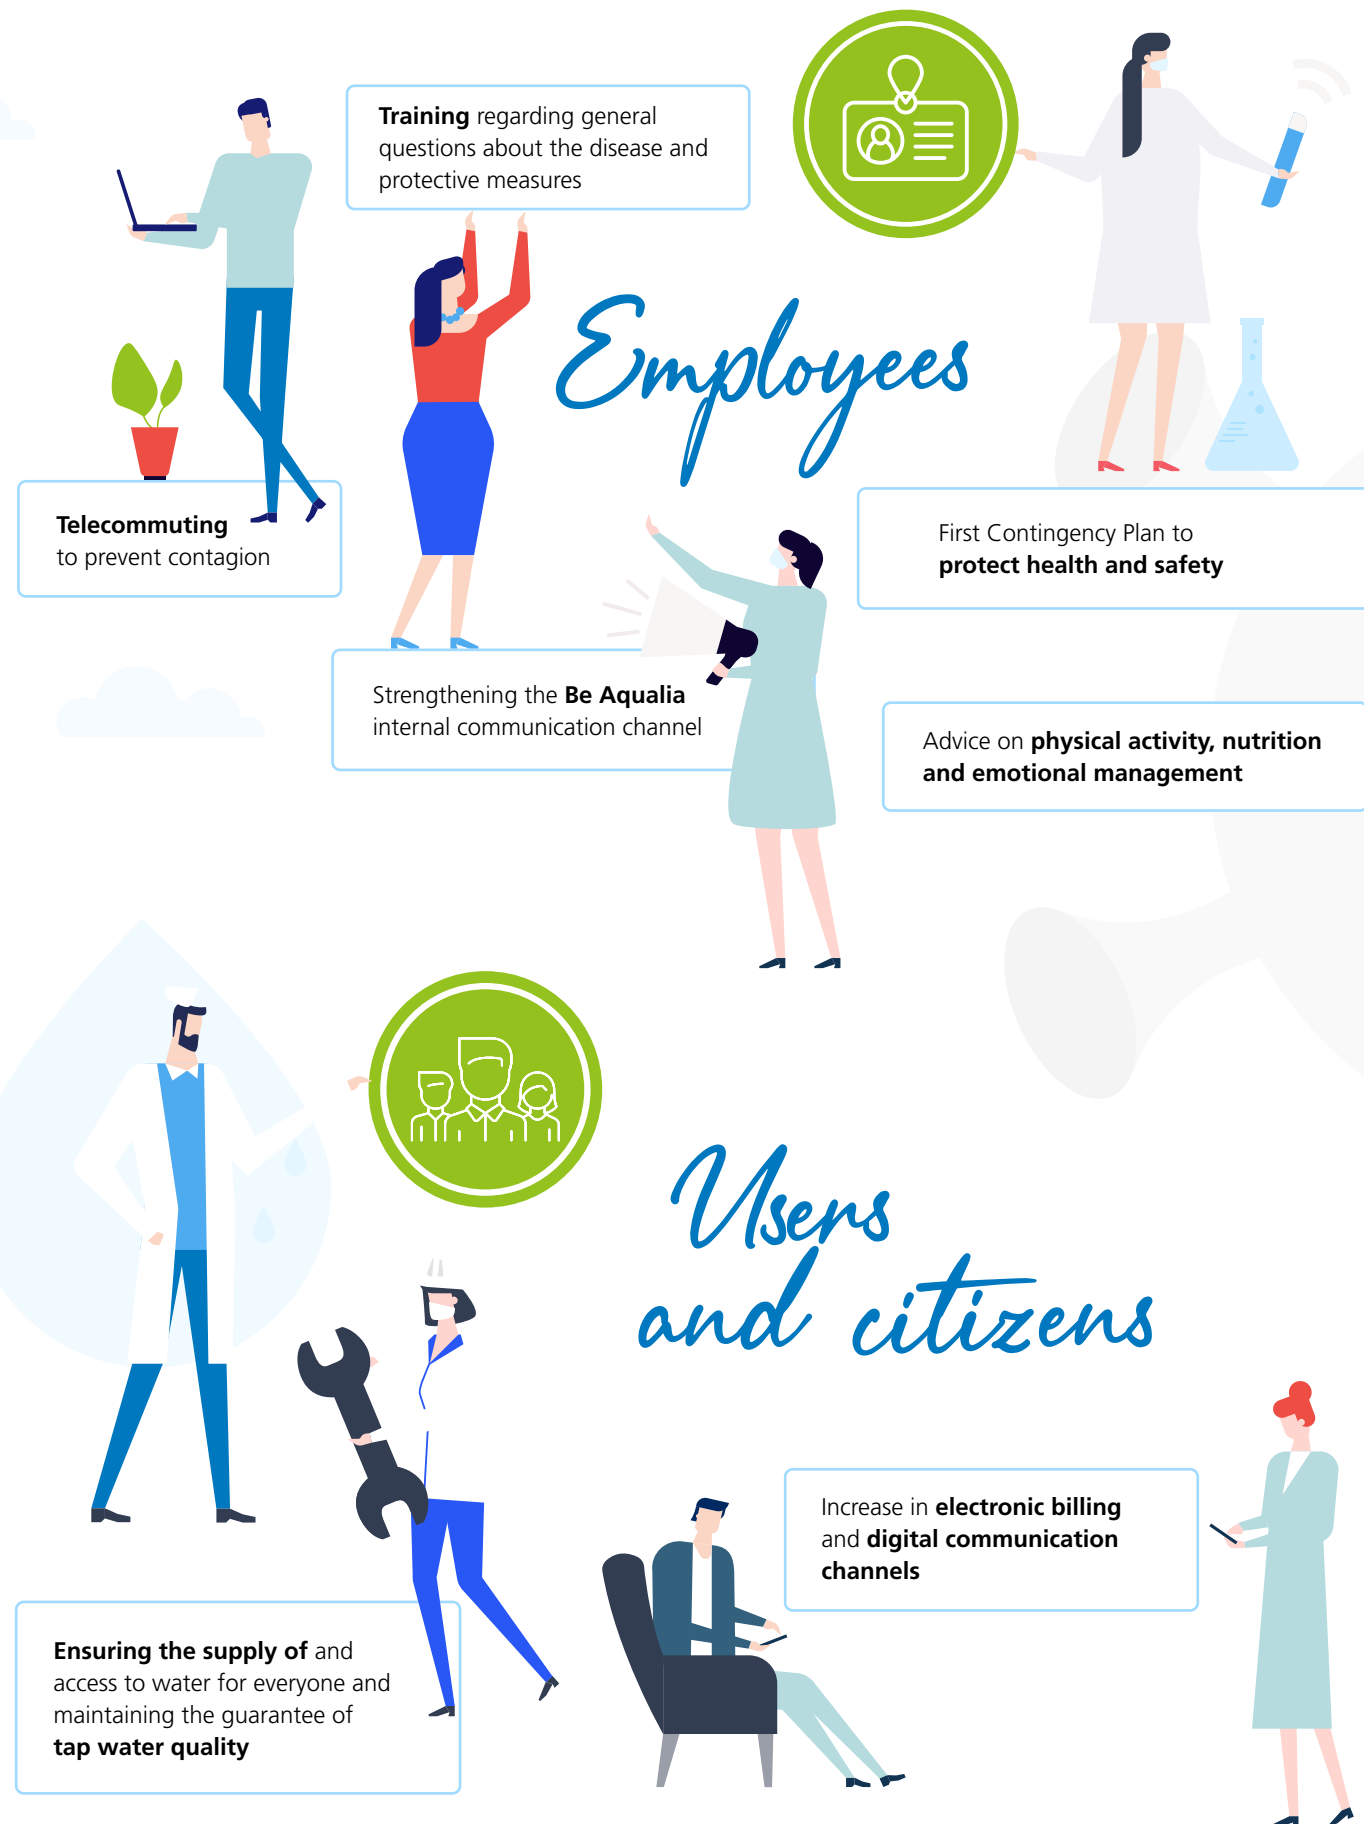 Training regarding general
questions about the disease and
protective measures
Employees
Telecommuting
to prevent contagion
First Contingency Plan to
protect health and safety
Strengthening the Be Aqualia
internal communication channel
Advice on physical activity, nutrition
and emotional management
Users
and citizens
Increase in electronic billing
and digital communication
channels
Ensuring the supply of and
access to water for everyone and
maintaining the guarantee of
tap water quality